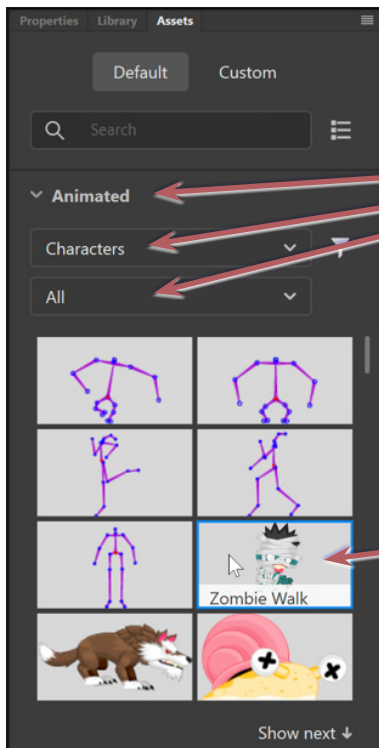 Properties Library Assets
Default Custom
Search
Animated
Characters
All
Zombie Walk
Show next